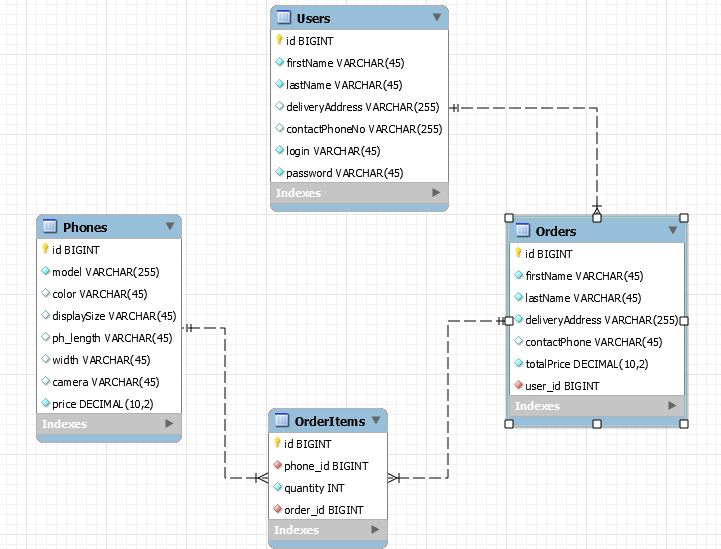 Users
id BIGINT
firstName VARCHAR(45)
lastName VARCHAR(45)
deliveryAddress VARCHAR(255)
contactPhoneNo VARCHAR(255)
login VARCHAR(45)
password VARCHAR(45)
Indexes
Phones
id BIGINT
model VARCHAR(255)
color VARCHAR(45)
displaySize VARCHAR(45)
ph_length VARCHAR(45)
width VARCHAR(45)
camera VARCHAR(45)
price DECIMAL(10,2)
Indexes
Orders
id BIGINT
firstName VARCHAR(45)
lastName VARCHAR(45)
deliveryAddress VARCHAR(255)
contactPhone VARCHAR(45)
totalPrice DECIMAL(10,2)
user_id BIGINT
Indexes
OrderItems
id BIGINT
phone_id BIGINT
quantity INT
order_id BIGINT
Indexes